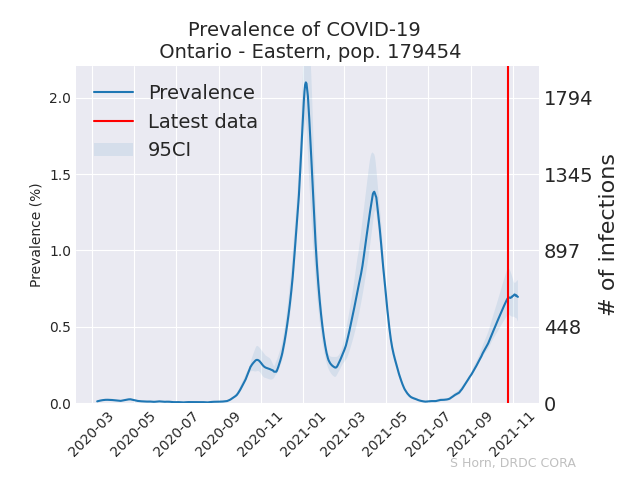 Prevalence of COVID-19
Ontario - Eastern, pop. 179454
Prevalence
Latest data
95CI
Prevalence (%)
2.0
1.5
1.0
0.5
0.0
1794
1345
897
448
0
# of infections
2020-03
2020-05
2020-07
2020-09
2020-11
2021-01
2021-03
2021-05
2021-07
2021-09
2021-11
S Horn, DRDC CORA